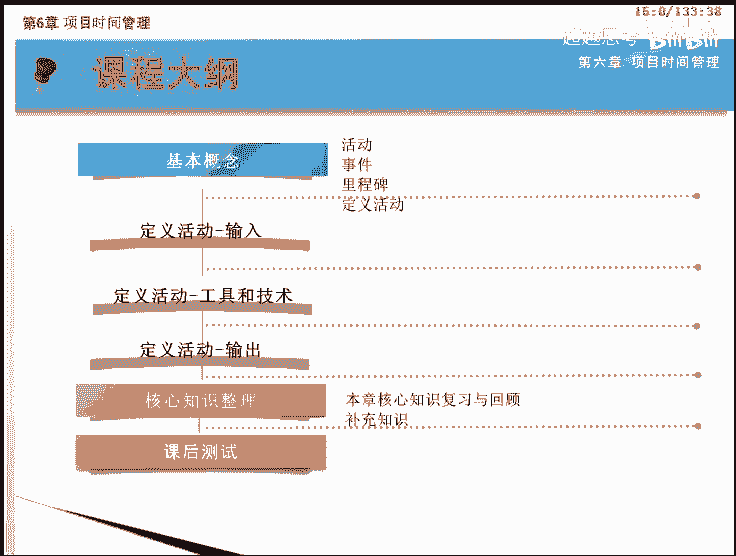 第6章 项目时间管理
15:0/133:38
BiliBili
第六章 项目时间管理
课程大纲
基本概念
活动
事件
里程碑
定义活动
定义活动-输入
定义活动-工具和技术
定义活动-输出
核心知识整理
本章核心知识复习与回顾
补充知识
课后测试